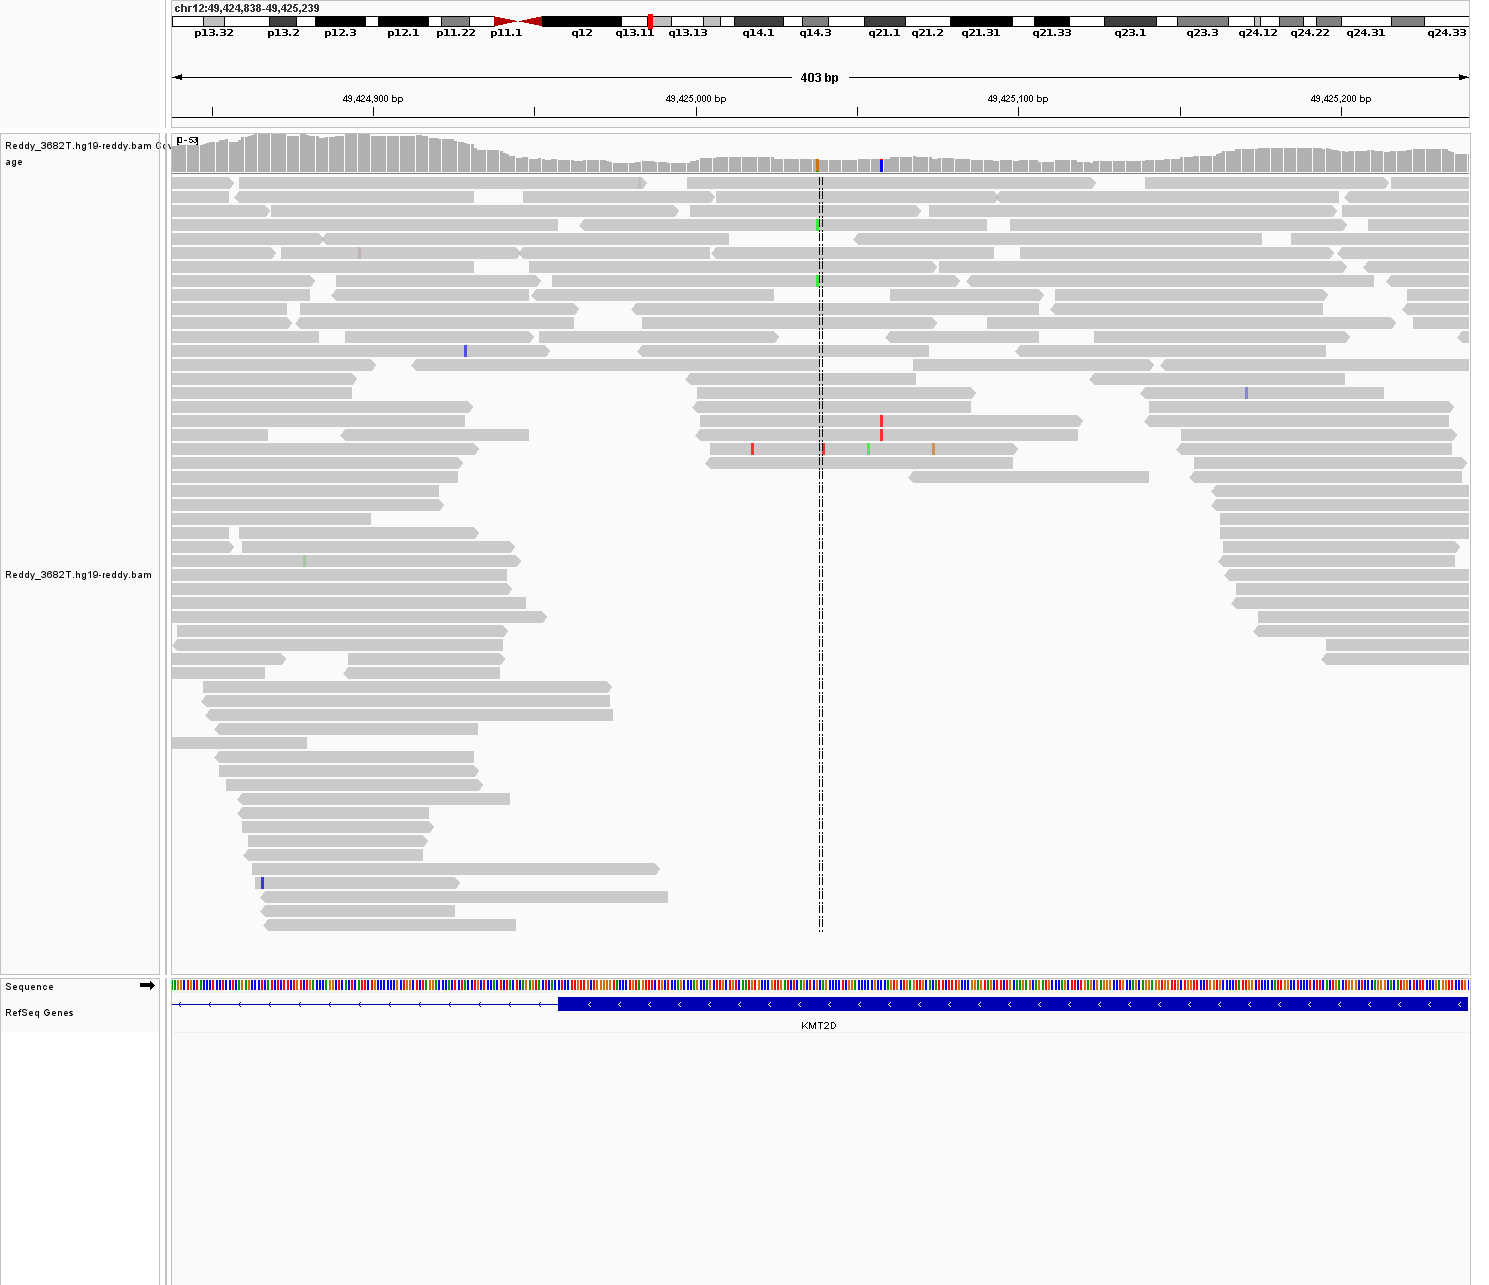 chr12:49,424,838-49,425,239
p13.32 p13.2 p12.3 p12.1 p11.22 p11.1 q12 q13.11 q13.13 q14.1 q14.3 q21.1 q21.2 q21.31 q21.33 q23.1 q23.3 q24.12 q24.22 q24.31 q24.33
403 bp
49,424,900 bp 49,425,000 bp 49,425,100 bp 49,425,200 bp
Reddy_3682T.hg19-reddy.bam Cov
age
Reddy_3682T.hg19-reddy.bam
Sequence
RefSeq Genes
KMT2D